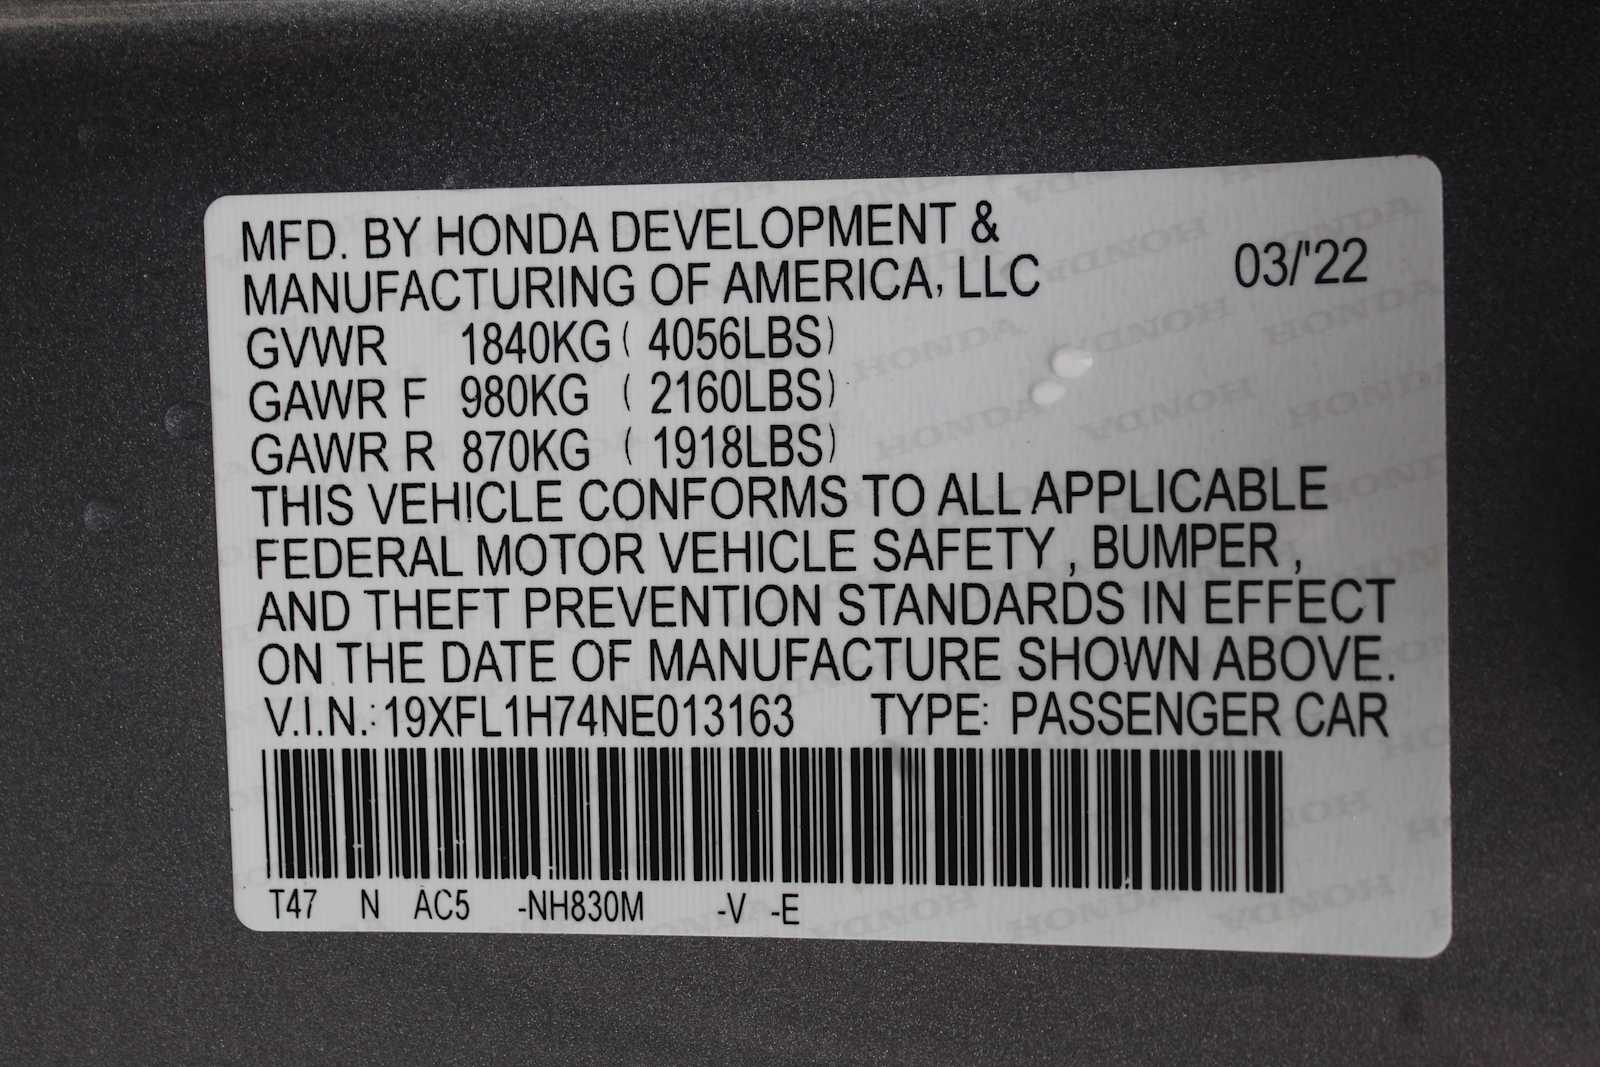 MFD. BY HONDA DEVELOPMENT &
MANUFACTURING OF AMERICA, LLC 03/'22
GVWR 1840KG ( 4056LBS)
GAWR F 980KG ( 2160LBS)
GAWR R 870KG ( 1918LBS)
THIS VEHICLE CONFORMS TO ALL APPLICABLE
FEDERAL MOTOR VEHICLE SAFETY , BUMPER ,
AND THEFT PREVENTION STANDARDS IN EFFECT
ON THE DATE OF MANUFACTURE SHOWN ABOVE.
V.I.N.: 19XFL1H74NE013163 TYPE: PASSENGER CAR
T47 N AC5 -NH830M -V -E